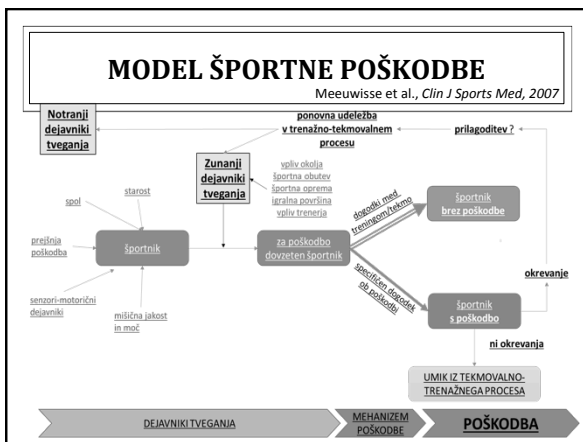 MODEL ŠPORTNE POŠKODBE
Meeuwisse et al., Clin J Sports Med, 2007
Notranji
dejavniki
tveganja
ponovna udeležba
v trenažno-tekmovalnem
procesu
prilagoditev ?
Zunanji
dejavniki
tveganja
vpliv okolja
športna obutev
športna oprema
igralna površina
vpliv trenerja
starost
spol
prejšnja
poškodba
športnik
senzori-motorični
dejavniki
mišična jakost
in moč
za poškodbo
dovzeten športnik
dogodki med
treningom/tekmo
športnik
brez poškodbe
specifičen dogodek
ob poškodbi
športnik
s poškodbo
okrevanje
ni okrevanja
UMIK IZ TEKMOVALNO-
TRENAŽNEGA PROCESA
DEJAVNIKI TVEGANJA
MEHANIZEM
POŠKODBE
POŠKODBA